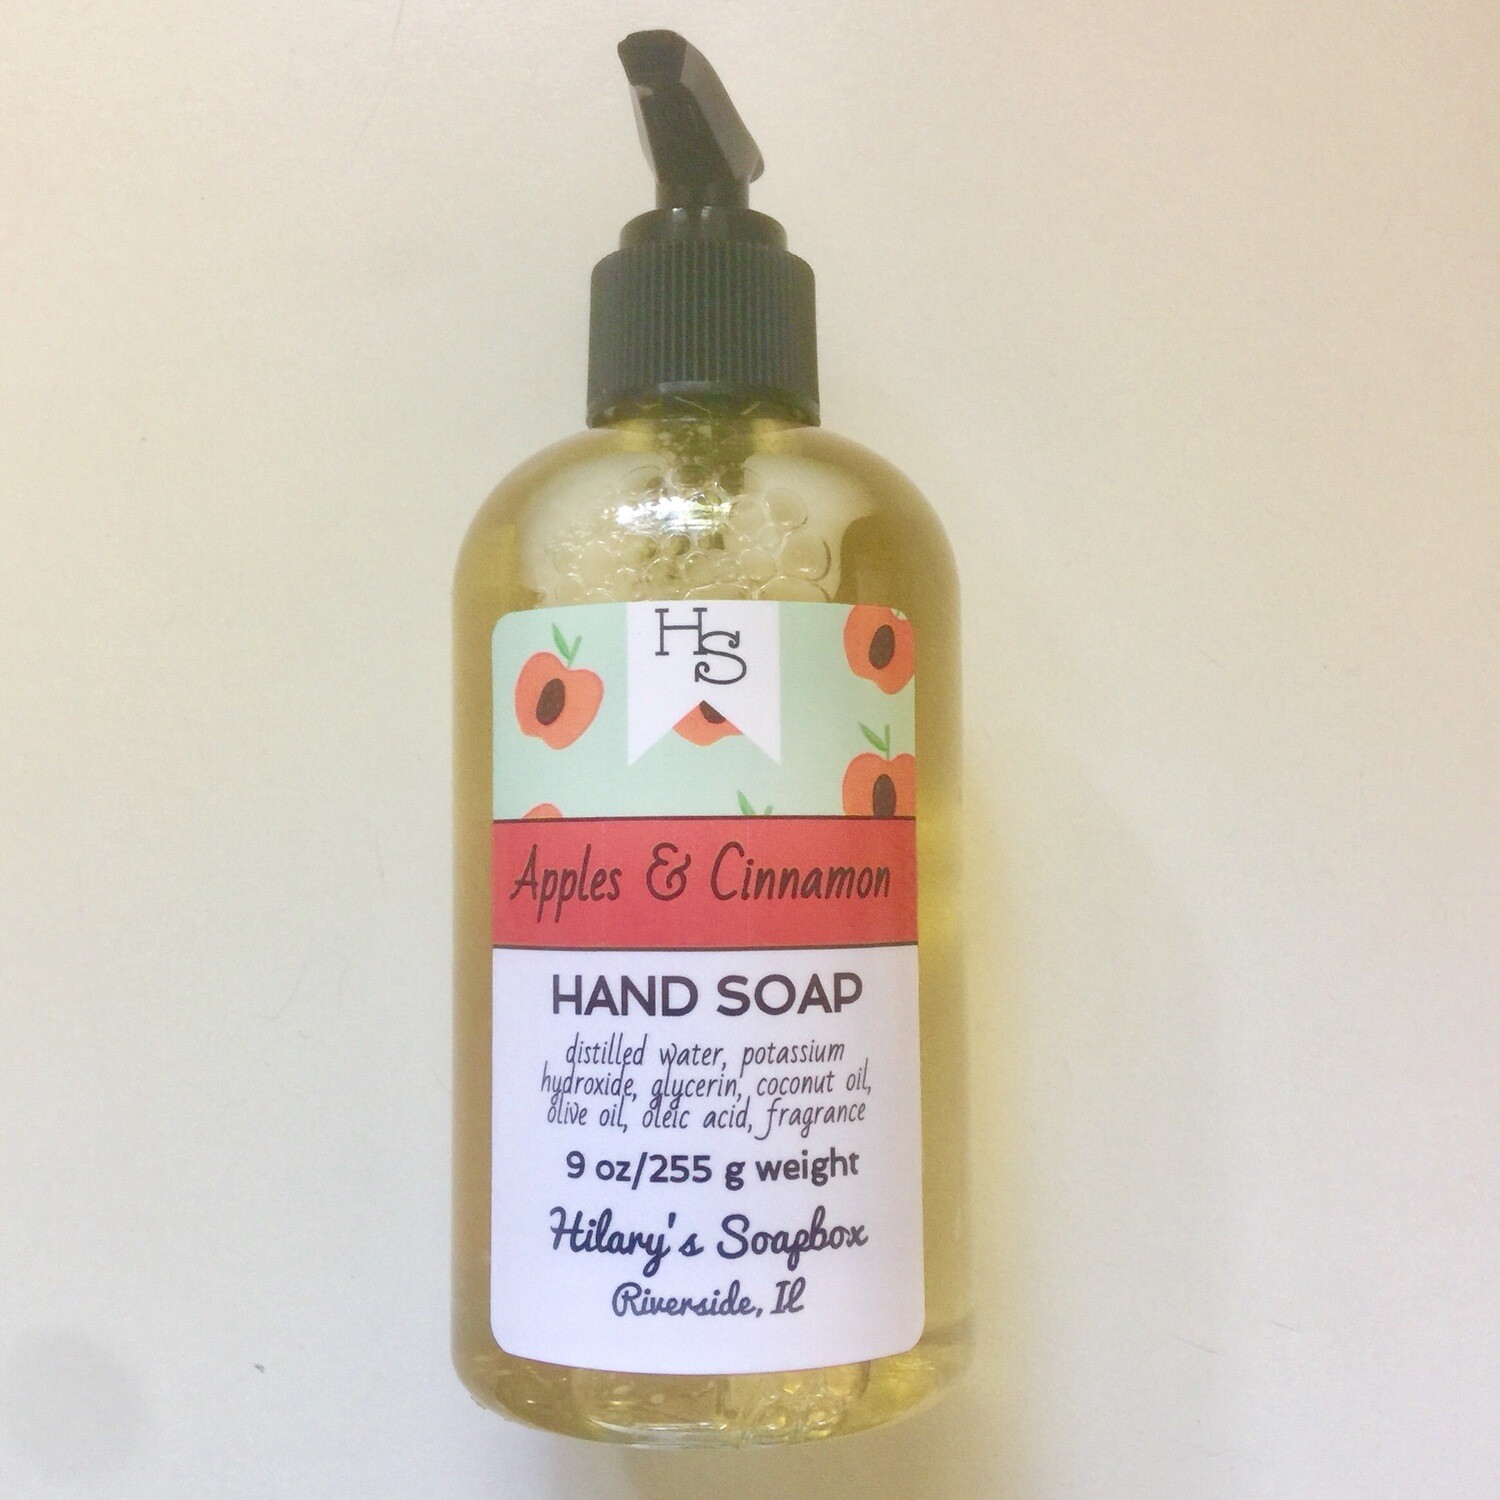 HS
Apples & Cinnamon
HAND SOAP
distilled water, potassium
hydroxide, glycerin, coconut oil,
olive oil, oleic acid, fragrance
9 oz/255 g weight
Hilary's Soapbox
Riverside, Il